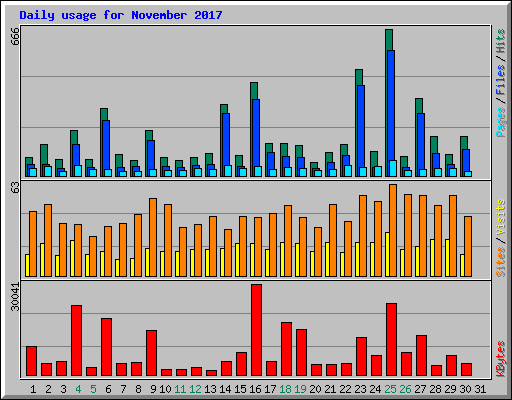 Daily usage for November 2017
666
Pages / Files / Hits
63
Sites / Visits
30041
KBytes
1 2 3 4 5 6 7 8 9 10 11 12 13 14 15 16 17 18 19 20 21 22 23 24 25 26 27 28 29 30 31